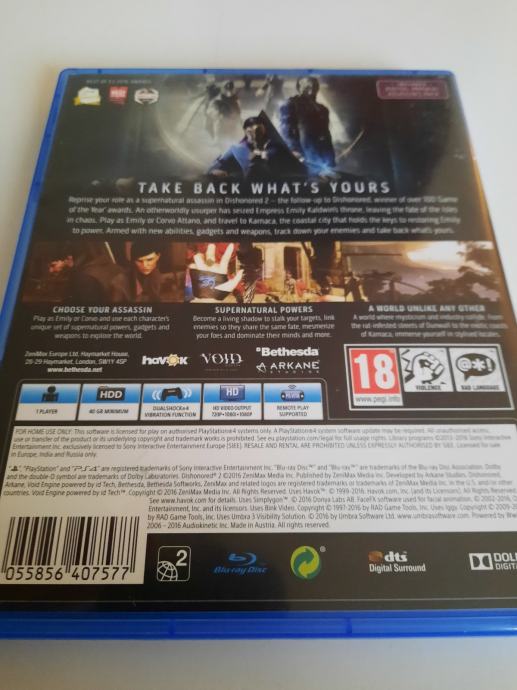 BEST OF E3 2016 AWARDS
TAKE BACK WHAT'S YOURS
Reprise your role as a supernatural assassin in Dishonored 2 – the follow-up to Dishonored, winner of over 100 'Game
of the Year' awards. An otherworldly usurper has seized Empress Emily Kaldwin's throne, leaving the fate of the Isles
in chaos. Play as Emily or Corvo Attano, and travel to Karnaca, the coastal city that holds the keys to restoring Emily
to power. Armed with new abilities, gadgets and weapons, track down your enemies and take back what's yours.
CHOOSE YOUR ASSASSIN
Play as Emily or Corvo and use each character's
unique set of supernatural powers, gadgets and
weapons to explore the world.
SUPERNATURAL POWERS
Become a living shadow to stalk your targets, link
enemies so they share the same fate, mesmerize
your foes and dominate their minds and more.
A WORLD UNLIKE ANY OTHER
A world where mysticism and industry collide. From
the rat-infested streets of Dunwall to the exotic coasts
of Karnaca, immerse yourself in stylised locales.
ZeniMax Europe Ltd, Haymarket House,
28-29 Haymarket, London, SW1Y 4SP
www.bethesda.net
havok
VOID
Bethesda
ARKANE
STUDIOS
18
www.pegi.info
VIOLENCE
BAD LANGUAGE
1 PLAYER
HDD
40 GB MINIMUM
DUALSHOCK®4
VIBRATION FUNCTION
HD
HD VIDEO OUTPUT
720p•1080i•1080p
REMOTE PLAY
SUPPORTED
FOR HOME USE ONLY: This software is licensed for play on authorised PlayStation®4 systems only. A PlayStation®4 system software update may be required. All unauthorised access,
use or transfer of the product or its underlying copyright and trademark works is prohibited. See eu.playstation.com/legal for full usage rights. Library programs ©2013-2016 Sony Interactive
Entertainment Inc. exclusively licensed to Sony Interactive Entertainment Europe (SIEE). RESALE AND RENTAL ARE PROHIBITED UNLESS EXPRESSLY AUTHORISED BY SIEE. Licensed for sale
in Europe, India and Russia only.
"PlayStation" and "PS4" are registered trademarks of Sony Interactive Entertainment Inc. "Blu-ray Disc™" and "Blu-ray™" are trademarks of the Blu-ray Disc Association. Dolby
and the double-D symbol are trademarks of Dolby Laboratories. Dishonored® 2 ©2016 ZeniMax Media Inc. Developed by Arkane Studios. Dishonored,
Arkane, Void Engine powered by id Tech, Bethesda, Bethesda Softworks, ZeniMax and related logos are registered trademarks or trademarks of ZeniMax Media Inc. in the U.S. and/or other
countries. Void Engine powered by id Tech™. Copyright © 2016 ZeniMax Media Inc. All Rights Reserved. Uses Havok™. © 1999-2016. Havok.com, Inc. (and its Licensors). All Rights Reserved.
See www.havok.com for details. Uses Simplygon™ © 2016 Donya Labs AB. FaceFX software used for facial animation. © 2002-2016,
Entertainment, Inc. and its licensors. Uses Bink Video. Copyright © 1997-2016 by RAD Game Tools, Inc. Uses Iggy. Copyright © 2009-
by RAD Game Tools, Inc. Uses Umbra 3 Visibility Solution. © 2016 by Umbra Software Ltd. www.umbrasoftware.com. Powered by
2006 – 2016 Audiokinetic Inc. Made in Austria. All rights reserved.
055856 407577
2
Blu-ray Disc
dts
Digital Surround